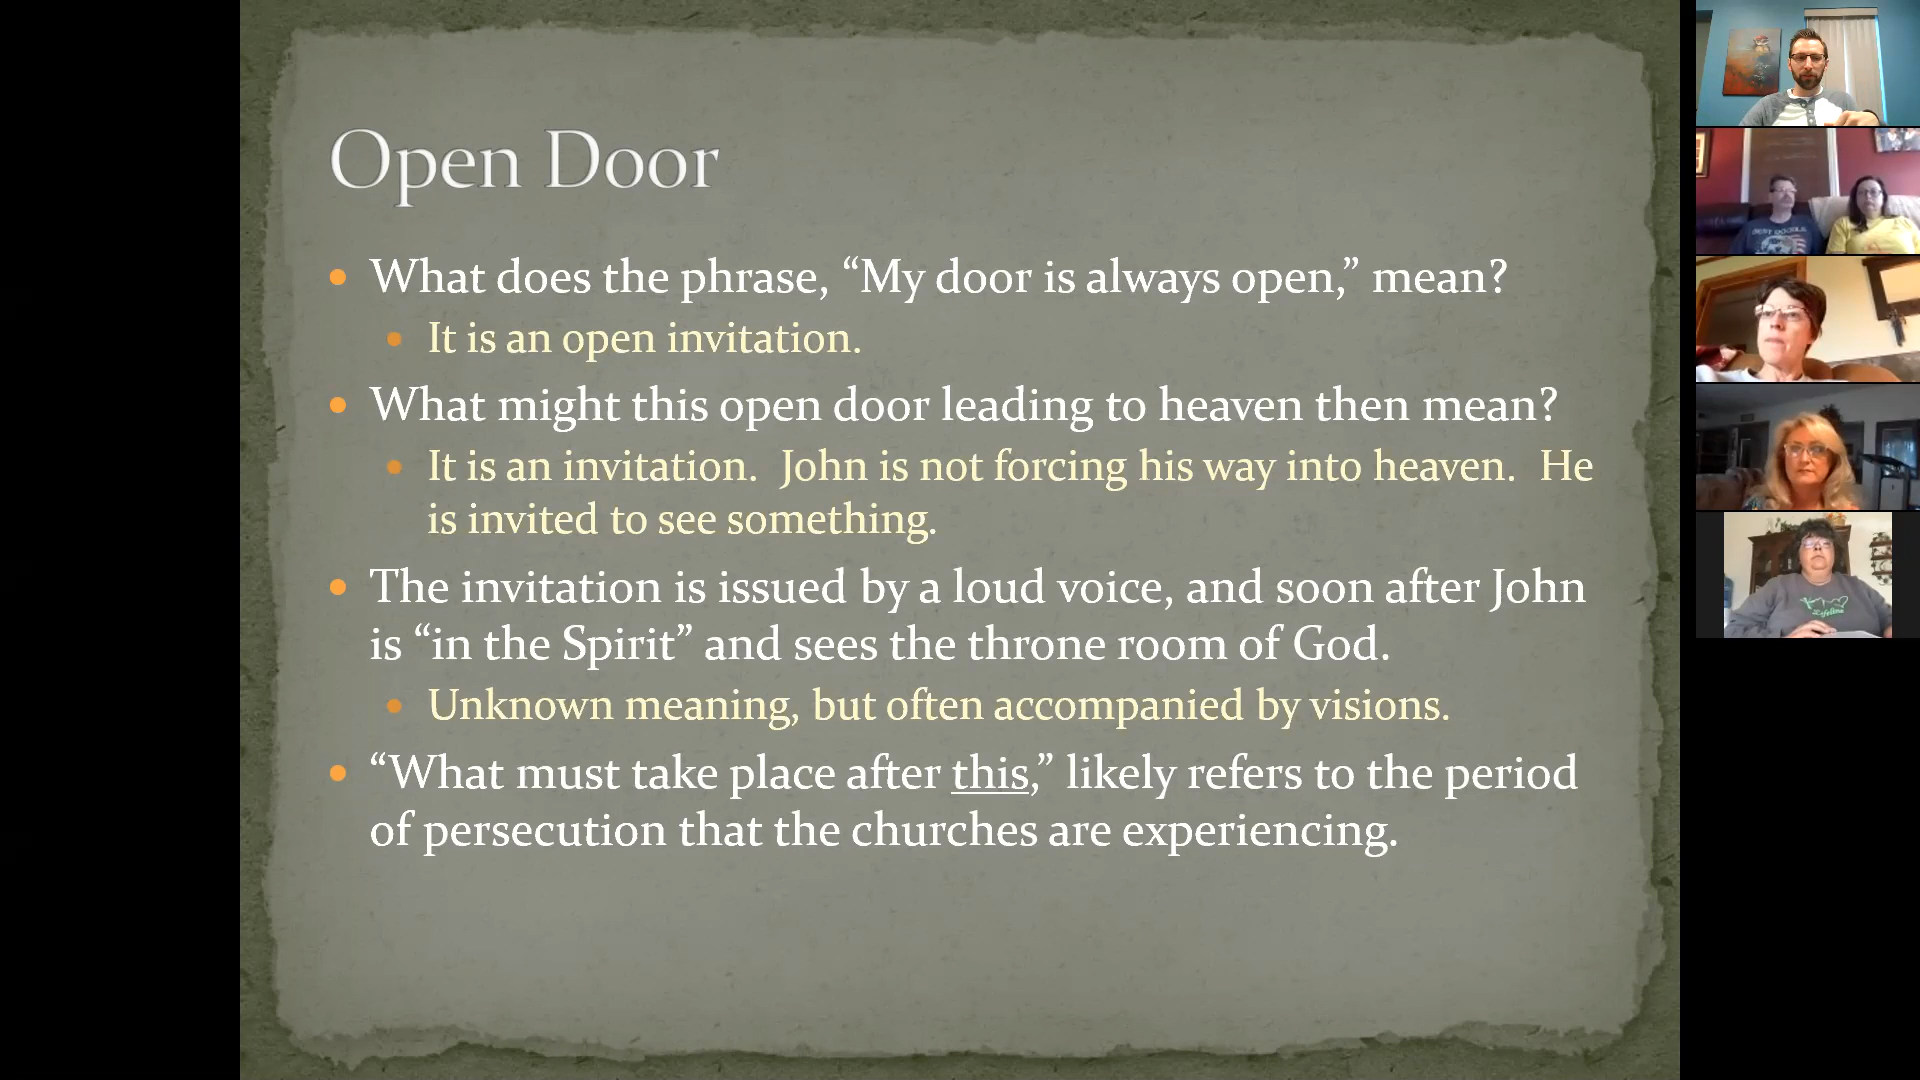 Open Door
What does the phrase, “My door is always open,” mean?
It is an open invitation.
What might this open door leading to heaven then mean?
It is an invitation.  John is not forcing his way into heaven.  He
is invited to see something.
The invitation is issued by a loud voice, and soon after John
is “in the Spirit” and sees the throne room of God.
Unknown meaning, but often accompanied by visions.
“What must take place after this,” likely refers to the period
of persecution that the churches are experiencing.